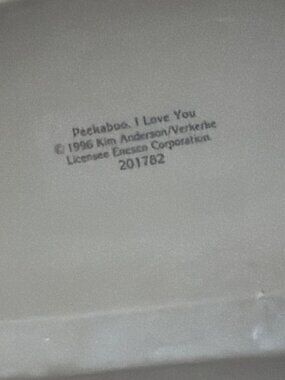 Peekaboo, I Love You
© 1996 Kim Anderson/Verkerke
Licensee Enesco Corporation
201782